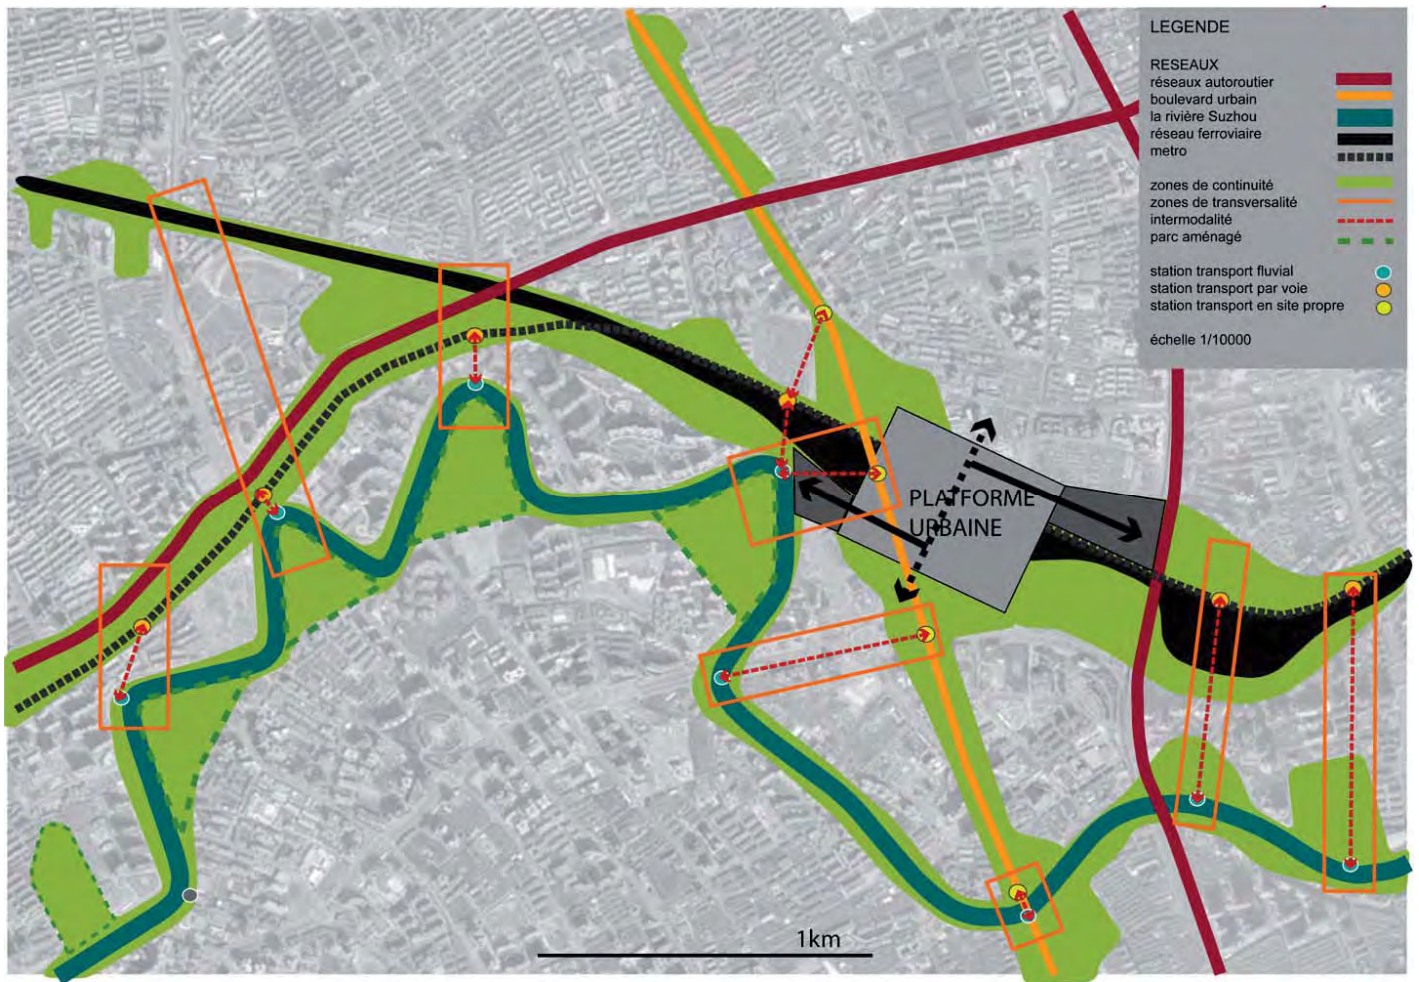 LEGENDE
RESEAUX
réseaux autoroutier
boulevard urbain
la rivière Suzhou
réseau ferroviaire
metro
zones de continuité
zones de transversalité
intermodalité
parc aménagé
station transport fluvial
station transport par voie
station transport en site propre
échelle 1/10000
PLATFORME
URBAINE
1km